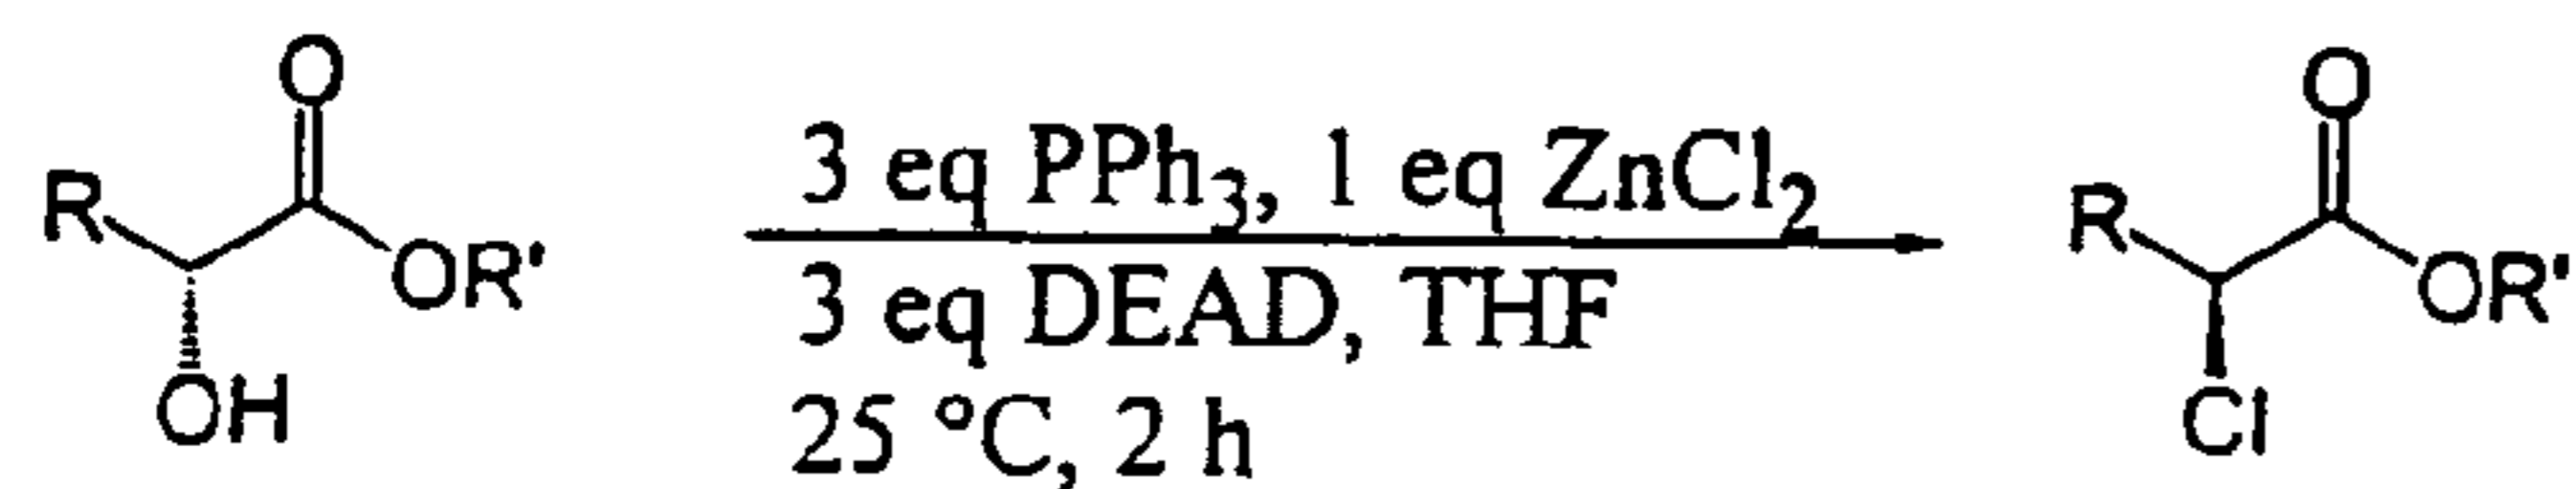 O O
R OR' 3 eq PPh3, 1 eq ZnCl2 R OR'
OH 3 eq DEAD, THF Cl
25 °C, 2 h